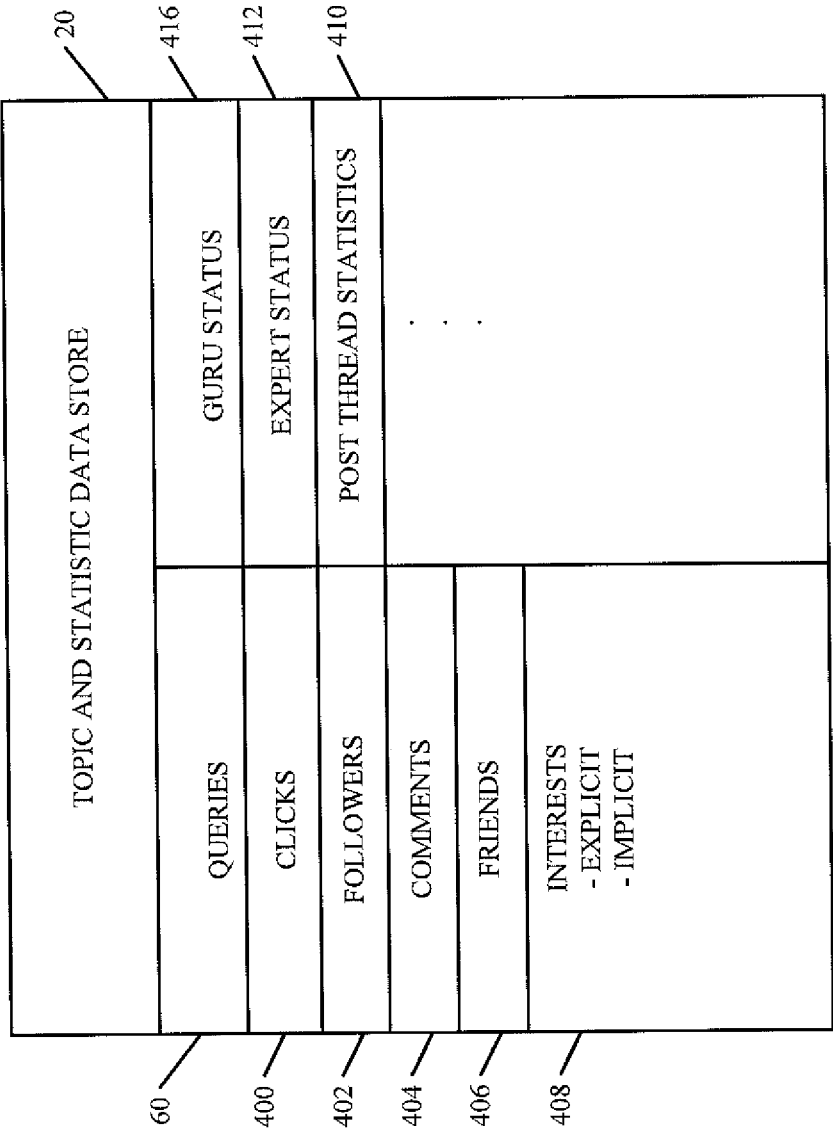 TOPIC AND STATISTIC DATA STORE
20
60
QUERIES
GURU STATUS
416
400
CLICKS
EXPERT STATUS
412
402
FOLLOWERS
POST THREAD STATISTICS
410
404
COMMENTS
. . .
406
FRIENDS
408
INTERESTS
- EXPLICIT
- IMPLICIT